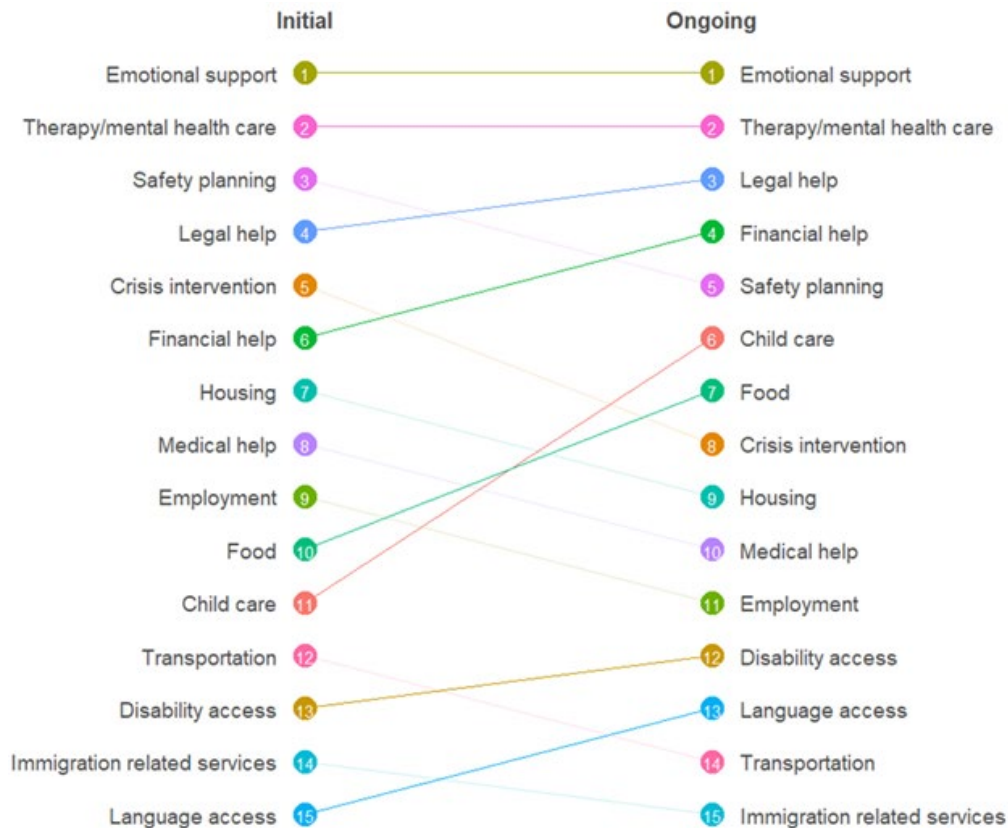 Initial Ongoing
Emotional support 1 1 Emotional support
Therapy/mental health care 2 2 Therapy/mental health care
Safety planning 3 3 Legal help
Legal help 4 4 Financial help
Crisis intervention 5 5 Safety planning
Financial help 6 6 Child care
Housing 7 7 Food
Medical help 8 8 Crisis intervention
Employment 9 9 Housing
Food 10 10 Medical help
Child care 11 11 Employment
Transportation 12 12 Disability access
Disability access 13 13 Language access
Immigration related services 14 14 Transportation
Language access 15 15 Immigration related services